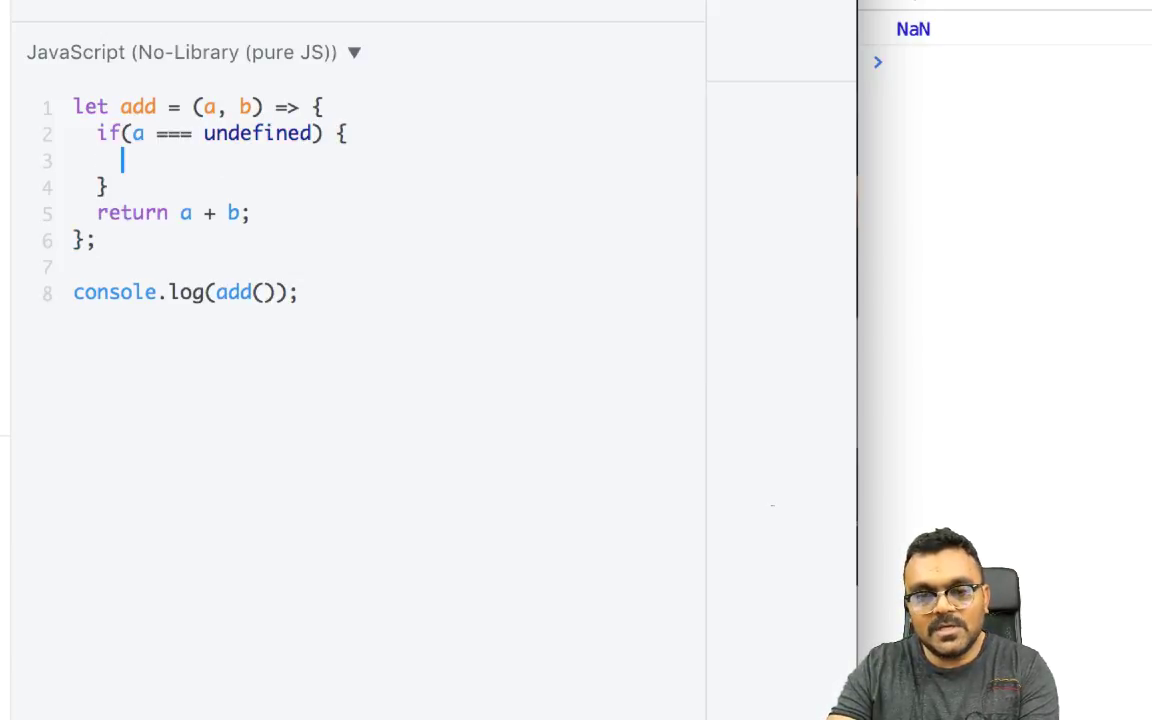 JavaScript (No-Library (pure JS)) ▼
NaN
>
1 let add = (a, b) => {
2 if(a === undefined) {
3
4 }
5 return a + b;
6 };
7
8 console.log(add());